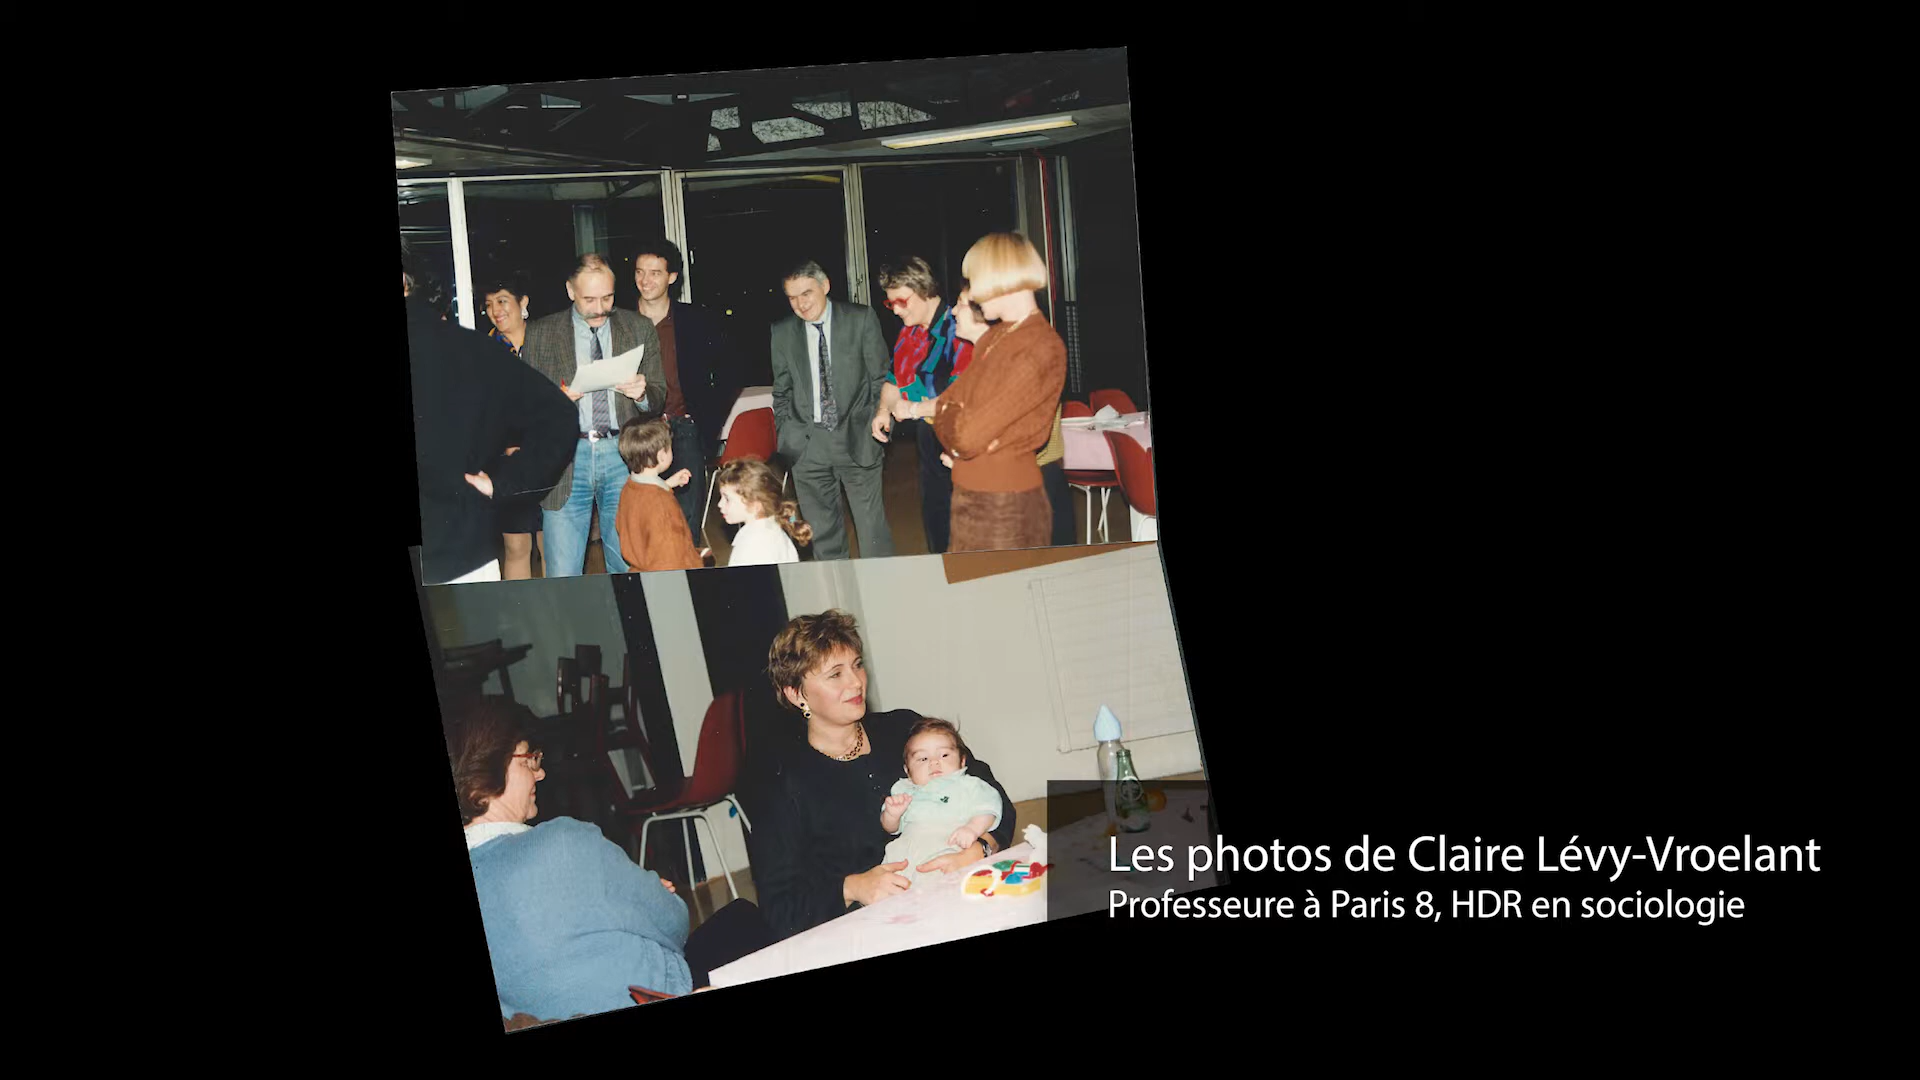 Les photos de Claire Lévy-Vroelant
Professeure à Paris 8, HDR en sociologie